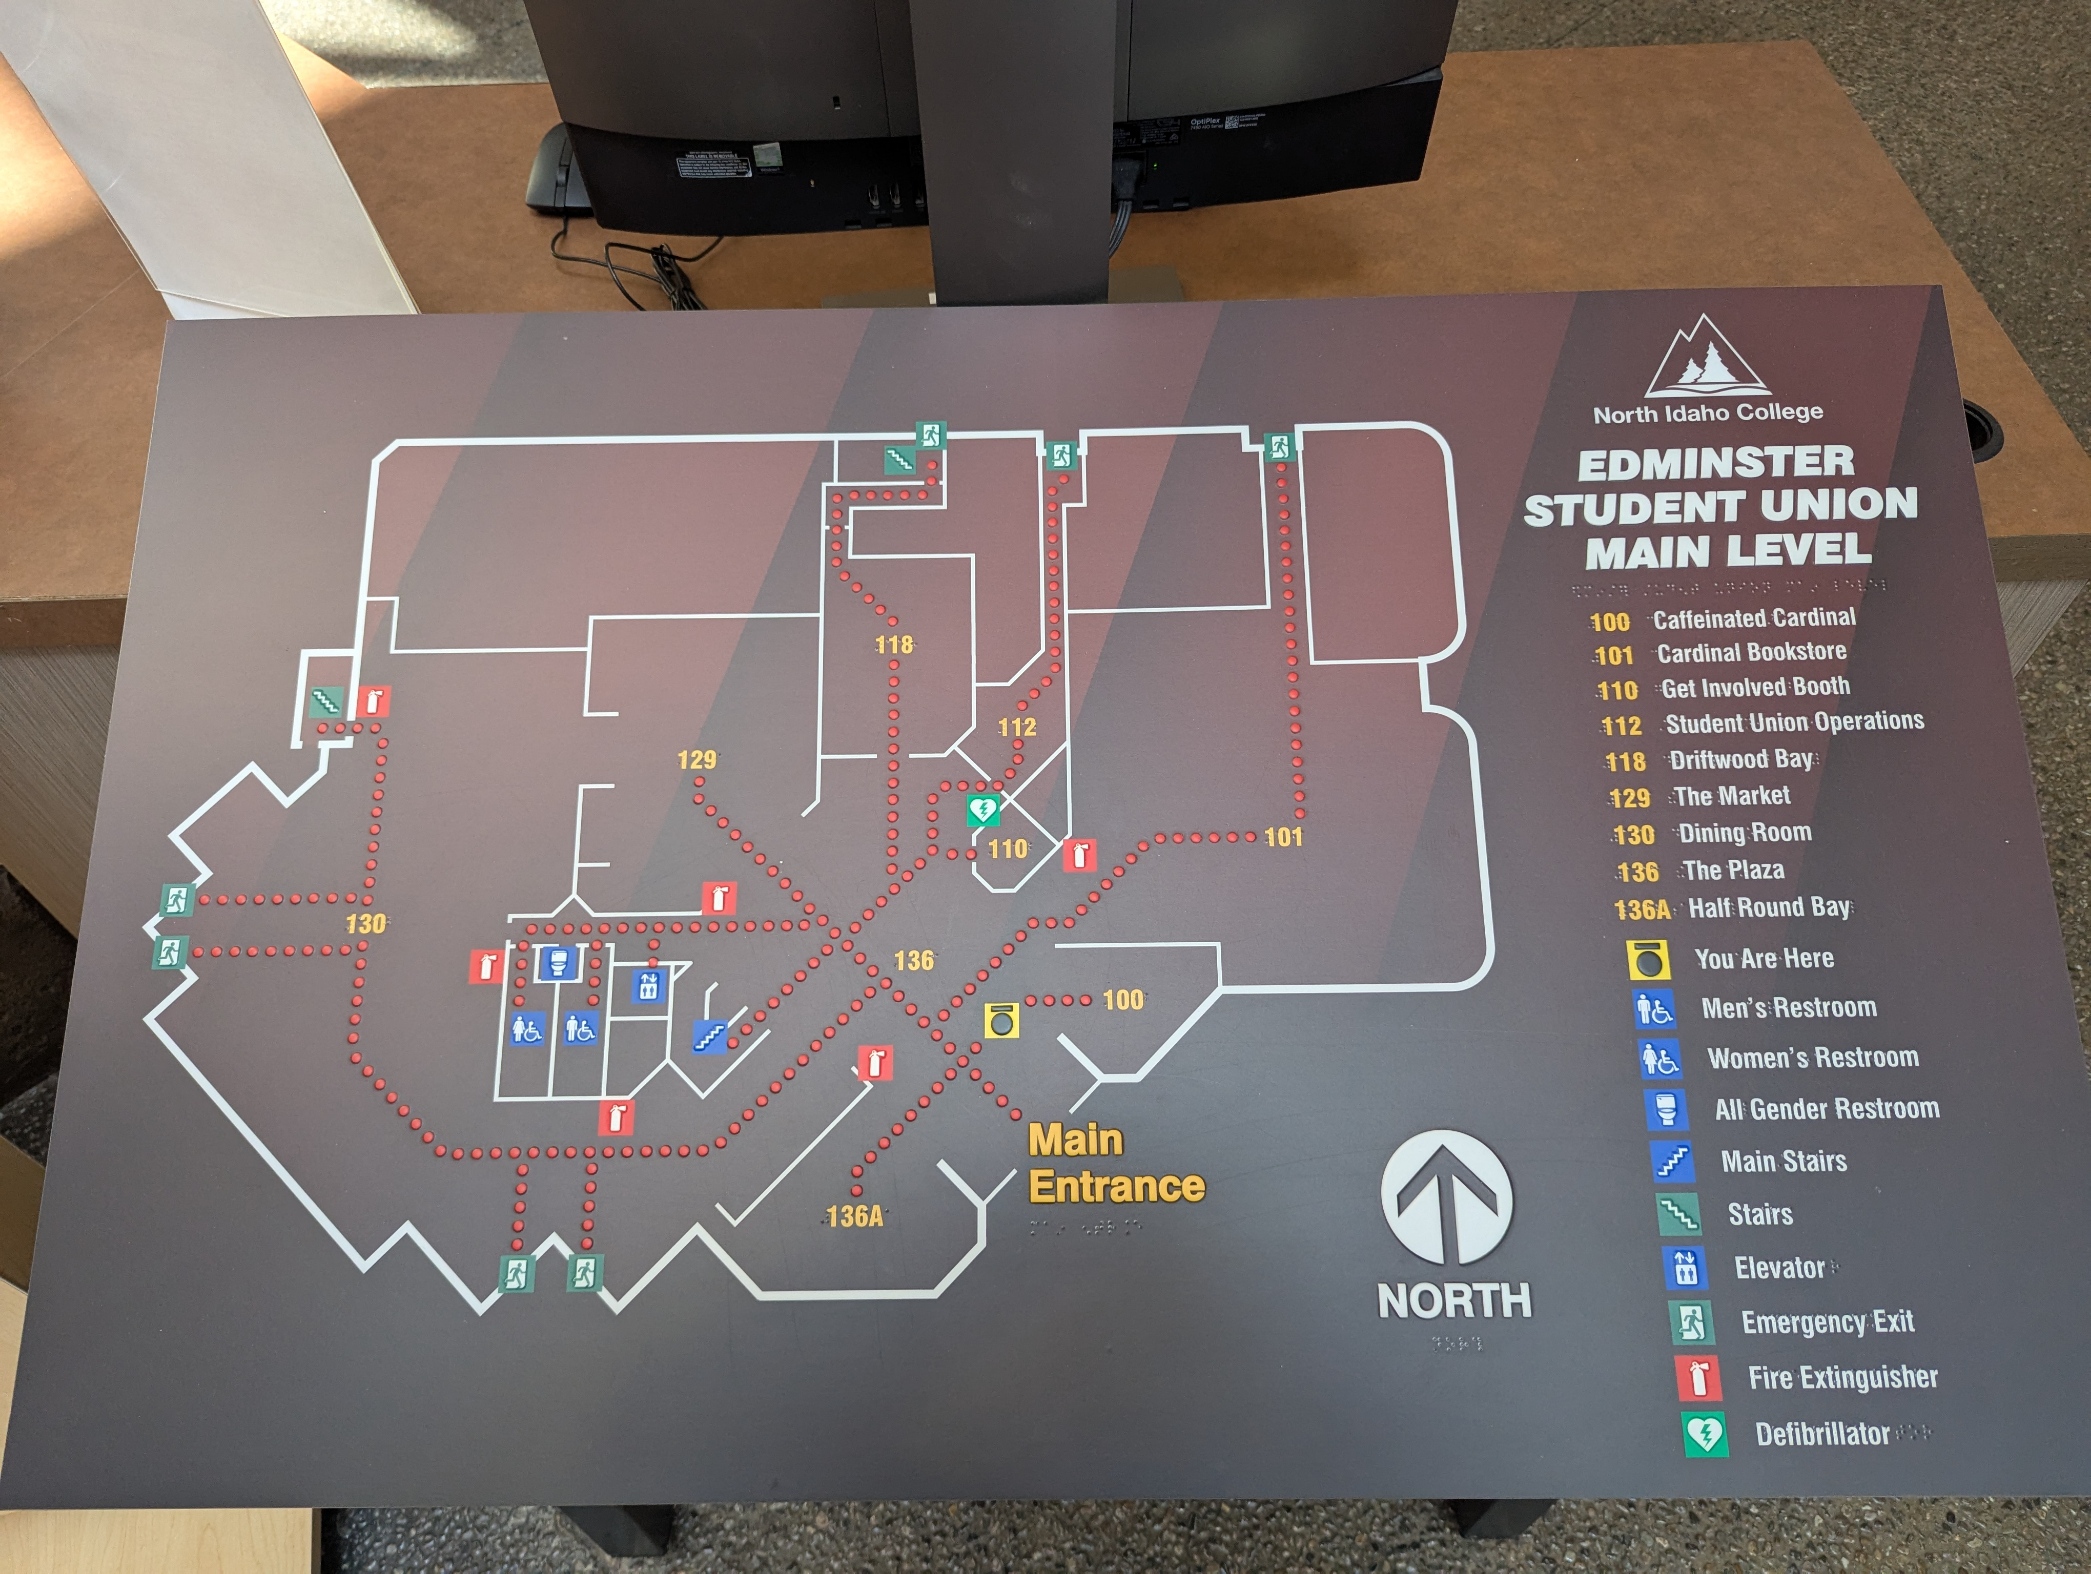 OptiPlex
North Idaho College
EDMINSTER
STUDENT UNION
MAIN LEVEL
100 Caffeinated Cardinal
101 Cardinal Bookstore
110 Get Involved Booth
112 Student Union Operations
118 Driftwood Bay
129 The Market
130 Dining Room
136 The Plaza
136A Half Round Bay
You Are Here
Men's Restroom
Women's Restroom
All Gender Restroom
Main Stairs
Stairs
Elevator
Emergency Exit
Fire Extinguisher
Defibrillator
118
112
129
110
101
130
136
100
136A
Main
Entrance
NORTH